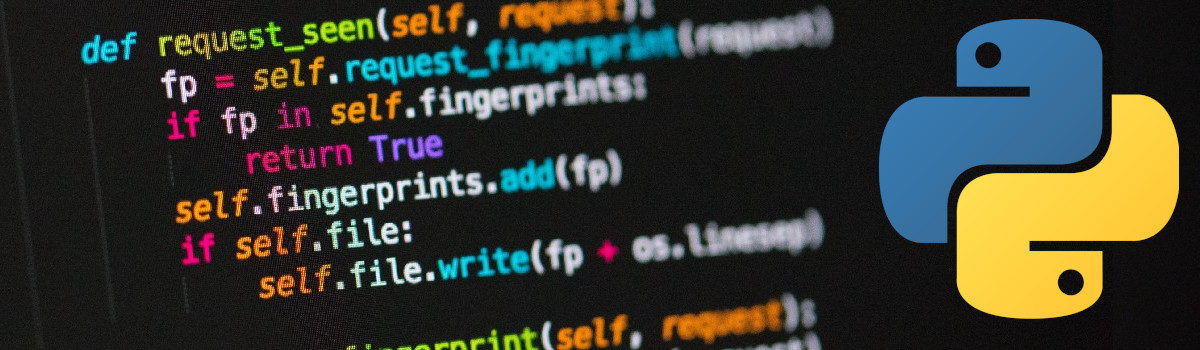 def request_seen(self, request):
fp = self.request_fingerprint(request)
if fp in self.fingerprints:
return True
self.fingerprints.add(fp)
if self.file:
self.file.write(fp + os.linesep)
fingerprint(self, request):